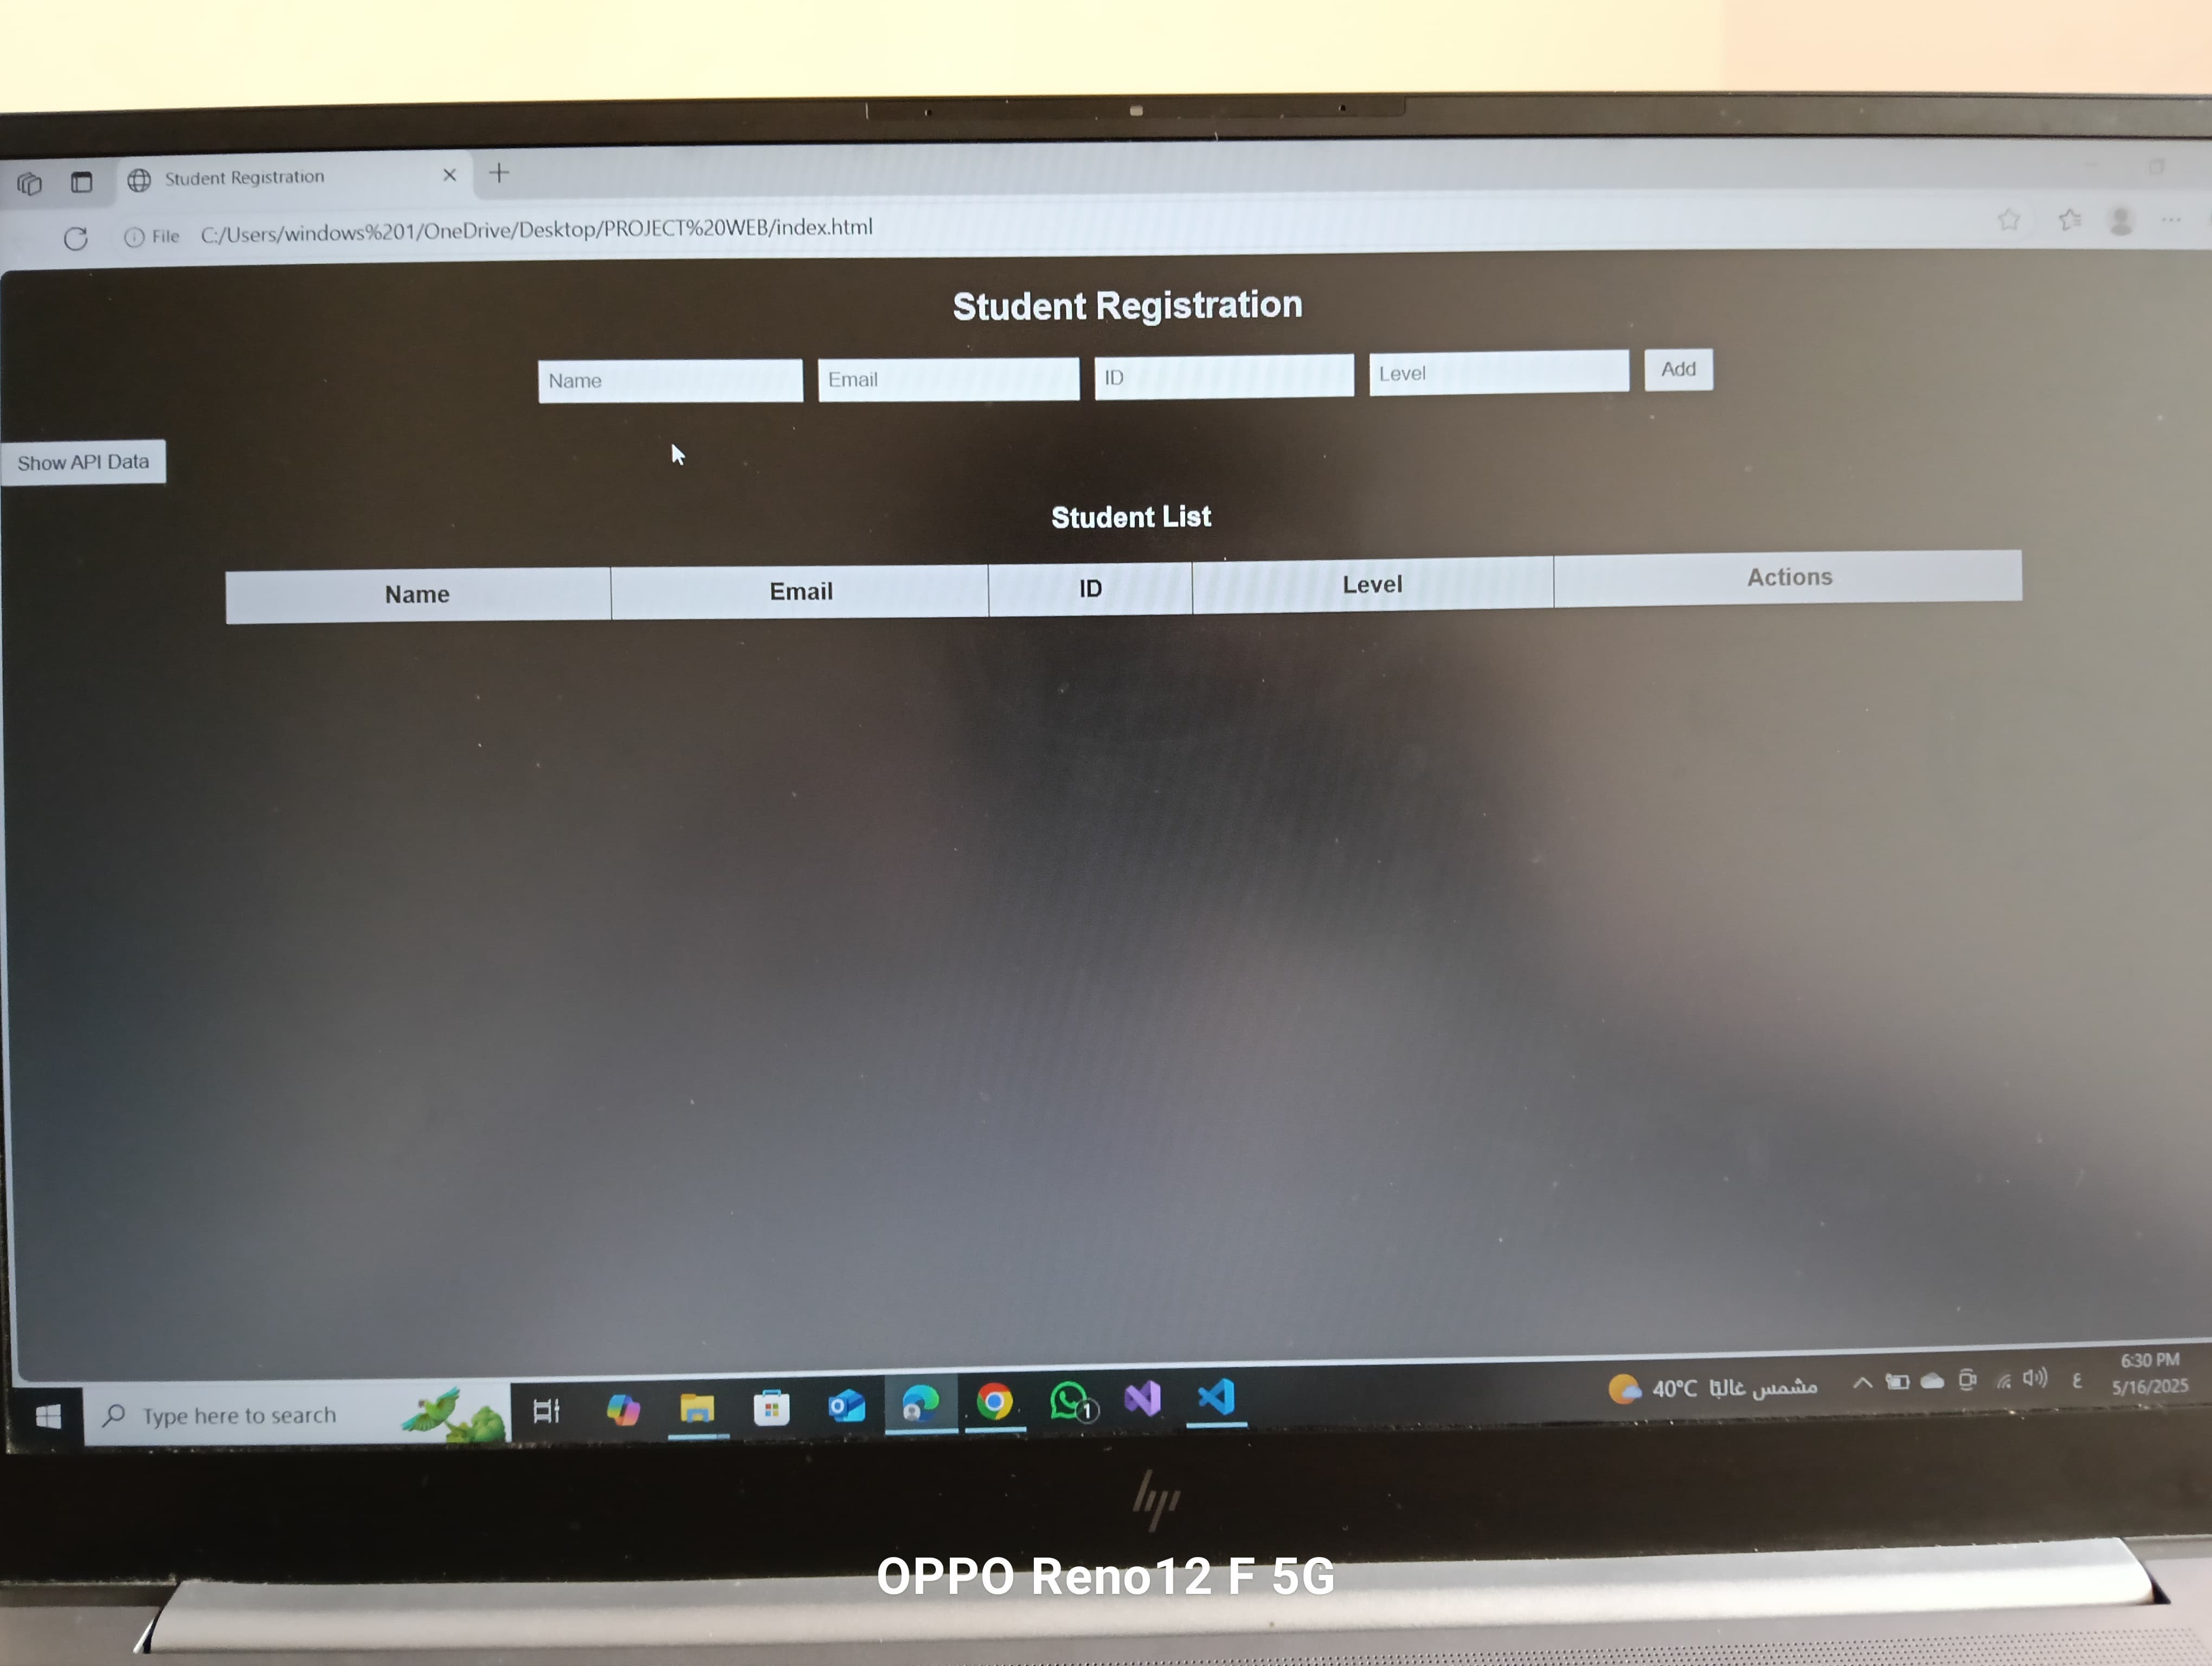 Student Registration
File C:/Users/windows%201/OneDrive/Desktop/PROJECT%20WEB/index.html
Student Registration
Name Email ID Level Add
Show API Data
Student List
Name Email ID Level Actions
Type here to search
1
40°C مشمس غالبًا
ع
6:30 PM
5/16/2025
hp
OPPO Reno12 F 5G